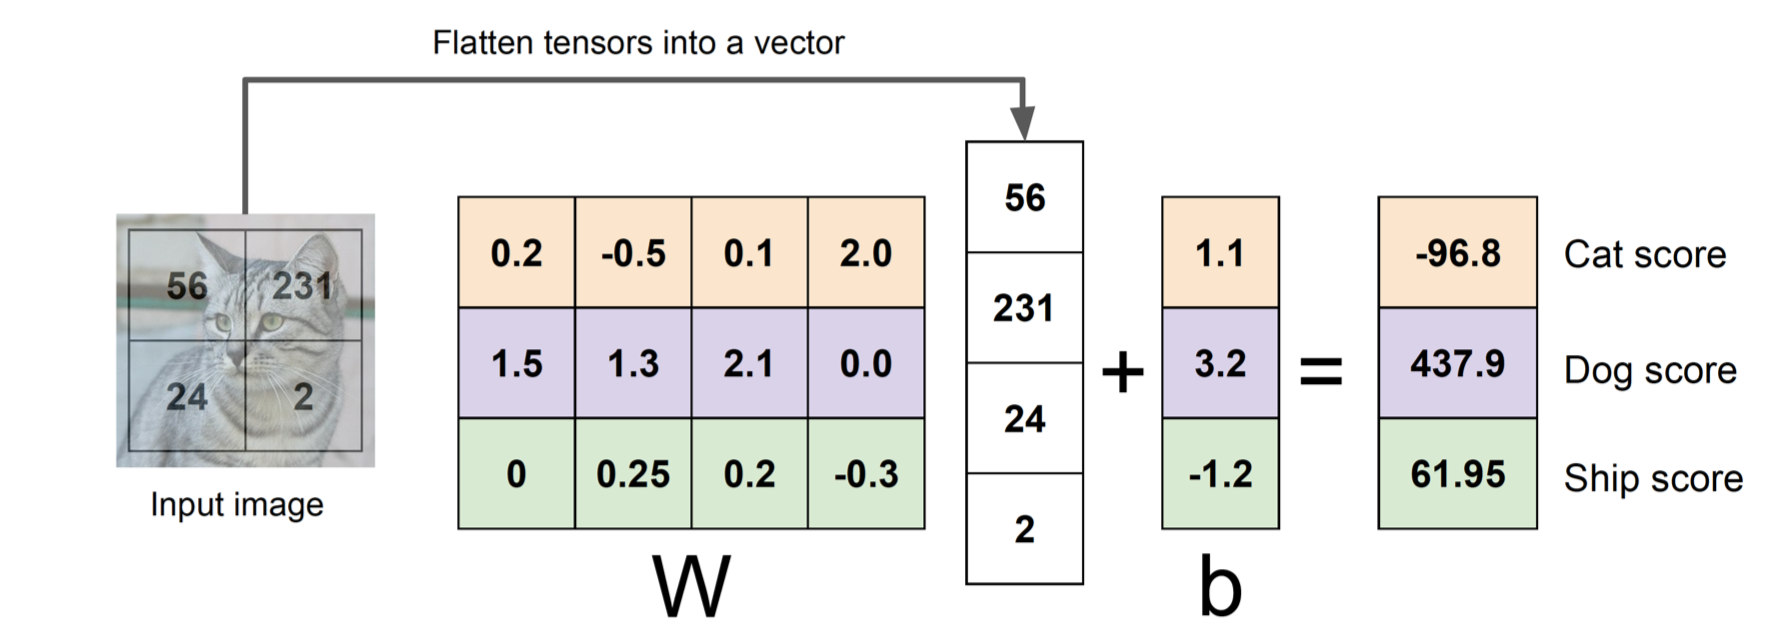 Flatten tensors into a vector
56 231
24 2
Input image
0.2 -0.5 0.1 2.0
1.5 1.3 2.1 0.0
0 0.25 0.2 -0.3
W
56
231
24
2
+
1.1
3.2
-1.2
b
=
-96.8 Cat score
437.9 Dog score
61.95 Ship score